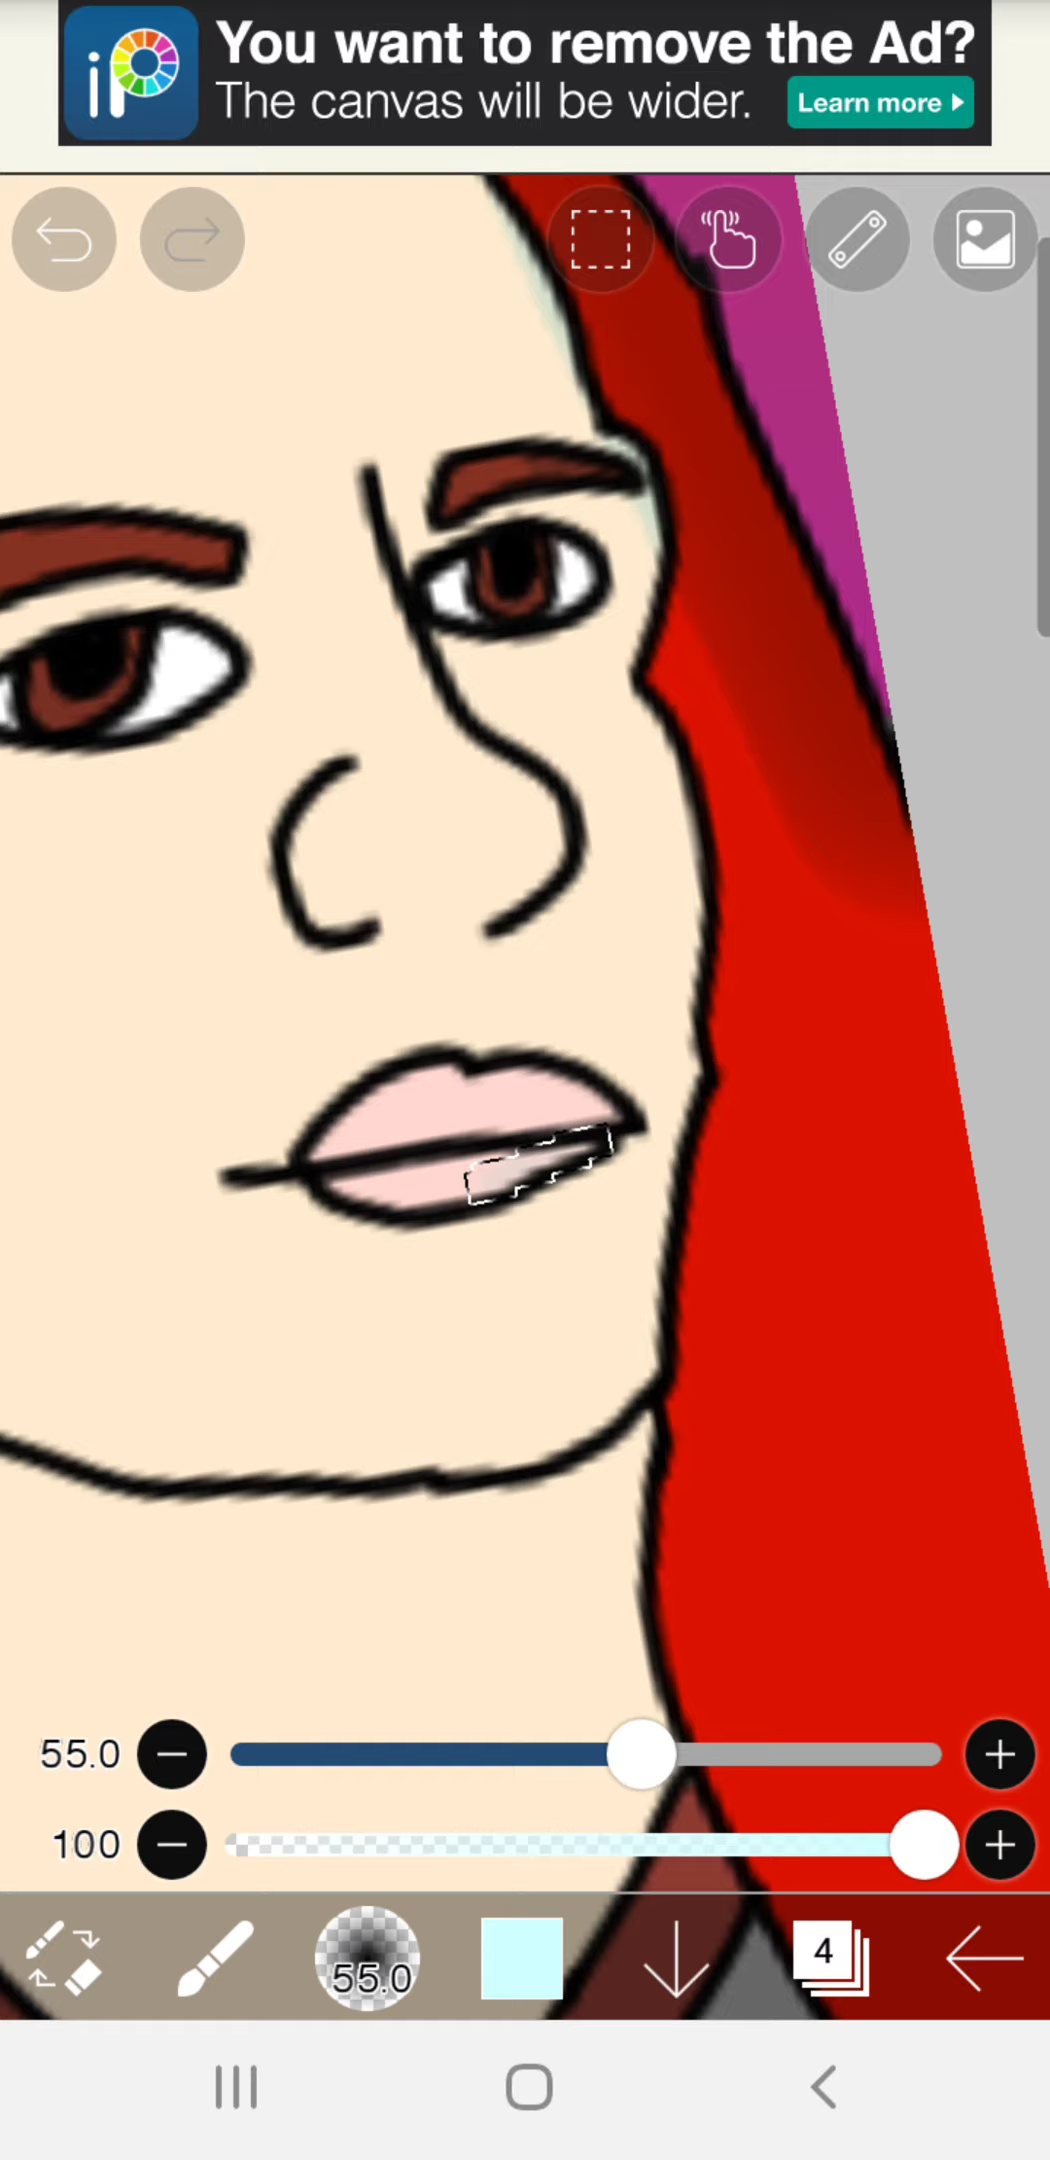 iP
You want to remove the Ad?
The canvas will be wider.
Learn more
55.0
100
55.0
4